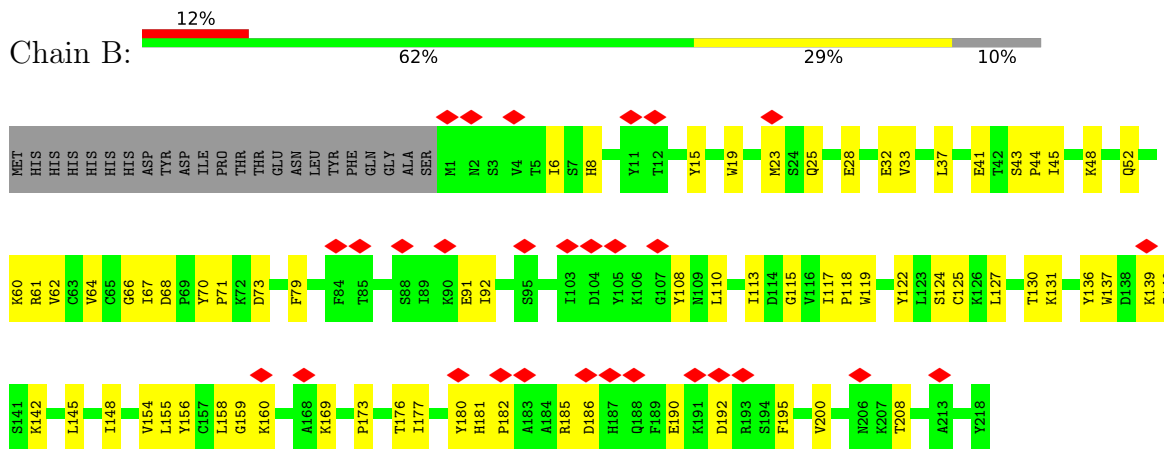 12%
Chain B:
62% 29% 10%
MET HIS HIS HIS HIS HIS HIS ASP TYR ASP ILE PRO THR THR GLU ASN LEU TYR PHE GLN GLY ALA SER M1 N2 S3 V4 T5 I6 S7 H8 Y11 T12 Y15 W19 M23 S24 Q25 E28 E32 V33 L37 E41 T42 S43 P44 I45 K48 Q52
K60 R61 V62 C63 V64 C65 G66 I67 D68 P69 Y70 P71 K72 D73 F79 F84 T85 S88 I89 K90 E91 I92 S95 I103 D104 Y105 K106 G107 Y108 N109 L110 I113 D114 G115 V116 I117 P118 W119 Y122 L123 S124 C125 K126 L127 T130 K131 Y136 W137 D138 K139
S141 K142 L145 I148 V154 L155 Y156 C157 L158 G159 K160 A168 K169 P173 T176 I177 Y180 H181 P182 A183 A184 R185 D186 H187 Q188 F189 E190 K191 D192 R193 S194 F195 V200 N206 K207 T208 A213 Y218